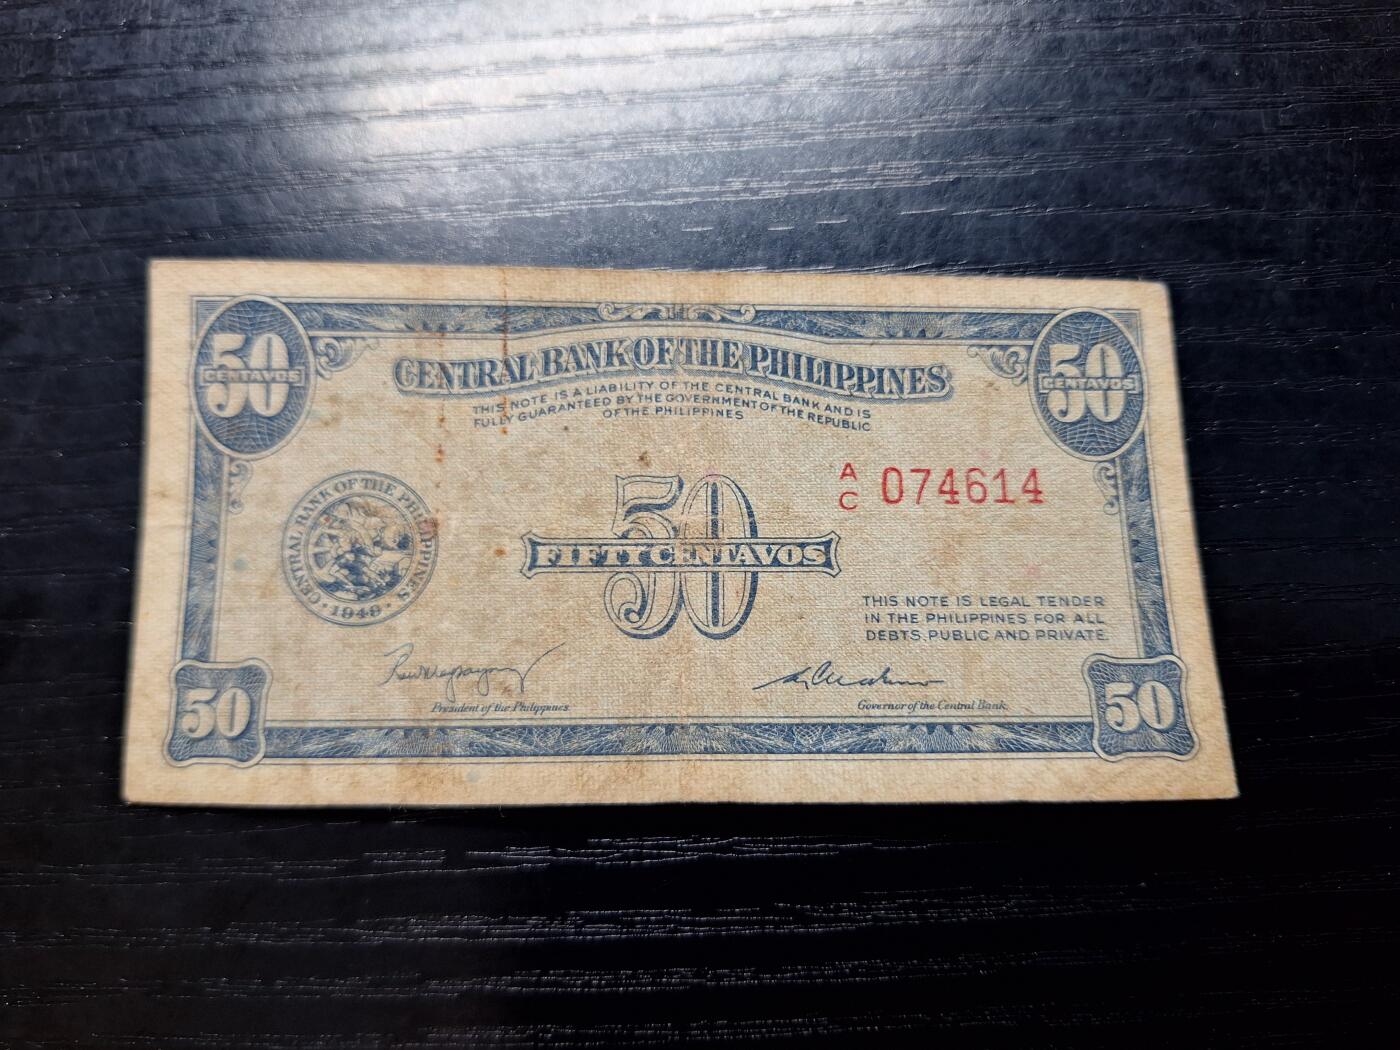 50
CENTAVOS
50
CENTAVOS
CENTRAL BANK OF THE PHILIPPINES
THIS NOTE IS A LIABILITY OF THE CENTRAL BANK AND IS
FULLY GUARANTEED BY THE GOVERNMENT OF THE REPUBLIC
OF THE PHILIPPINES
A/C 074614
CENTRAL BANK OF THE PHILIPPINES
· 1949 ·
50
FIFTY CENTAVOS
THIS NOTE IS LEGAL TENDER
IN THE PHILIPPINES FOR ALL
DEBTS, PUBLIC AND PRIVATE.
President of the Philippines.
Governor of the Central Bank.
50
50